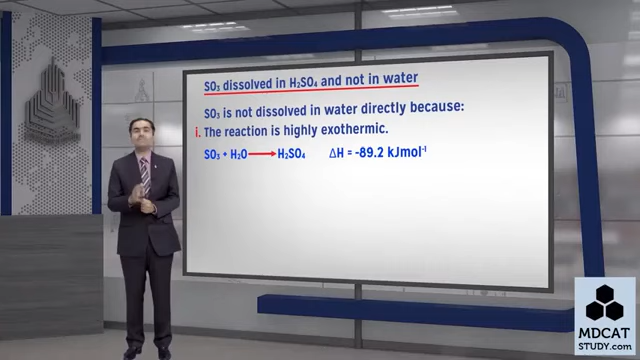 SO₃ dissolved in H₂SO₄ and not in water
SO₃ is not dissolved in water directly because:
i. The reaction is highly exothermic.
SO₃ + H₂O ⟶ H₂SO₄ ΔH = -89.2 kJmol⁻¹
MDCAT
STUDY.com